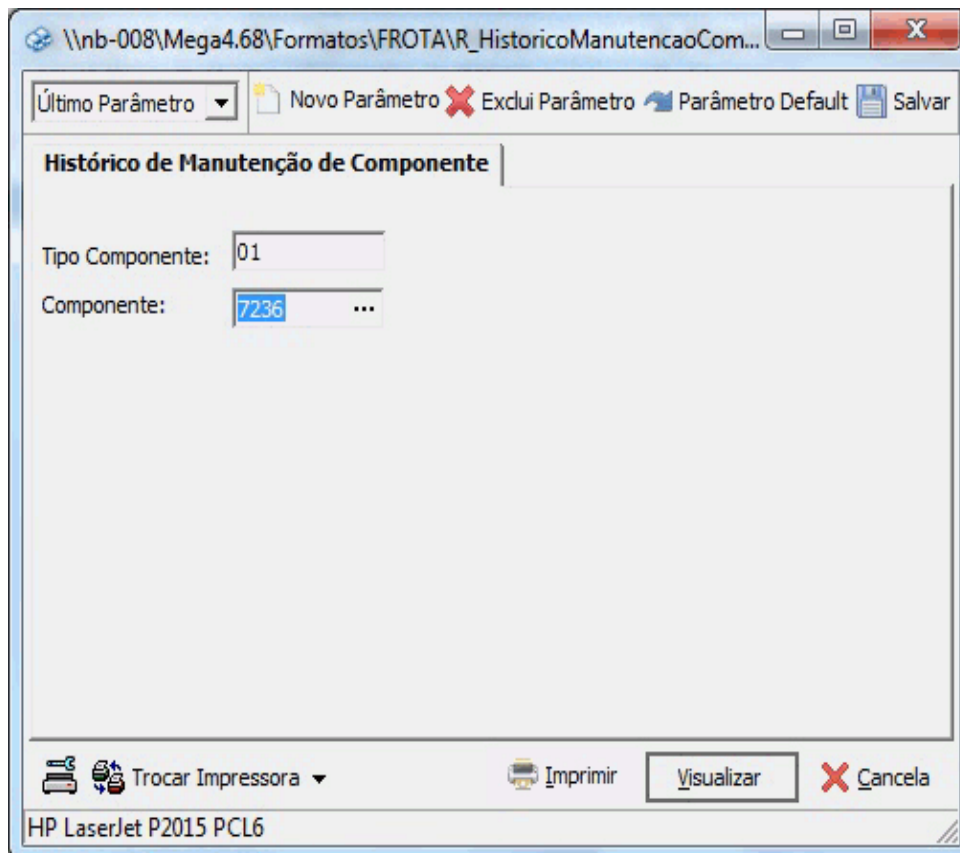 \\nb-008\Mega4.68\Formatos\FROTA\R_HistoricoManutencaoCom...
Último Parâmetro Novo Parâmetro Exclui Parâmetro Parâmetro Default Salvar
Histórico de Manutenção de Componente
Tipo Componente: 01
Componente: 7236 ...
Trocar Impressora Imprimir Visualizar Cancela
HP LaserJet P2015 PCL6